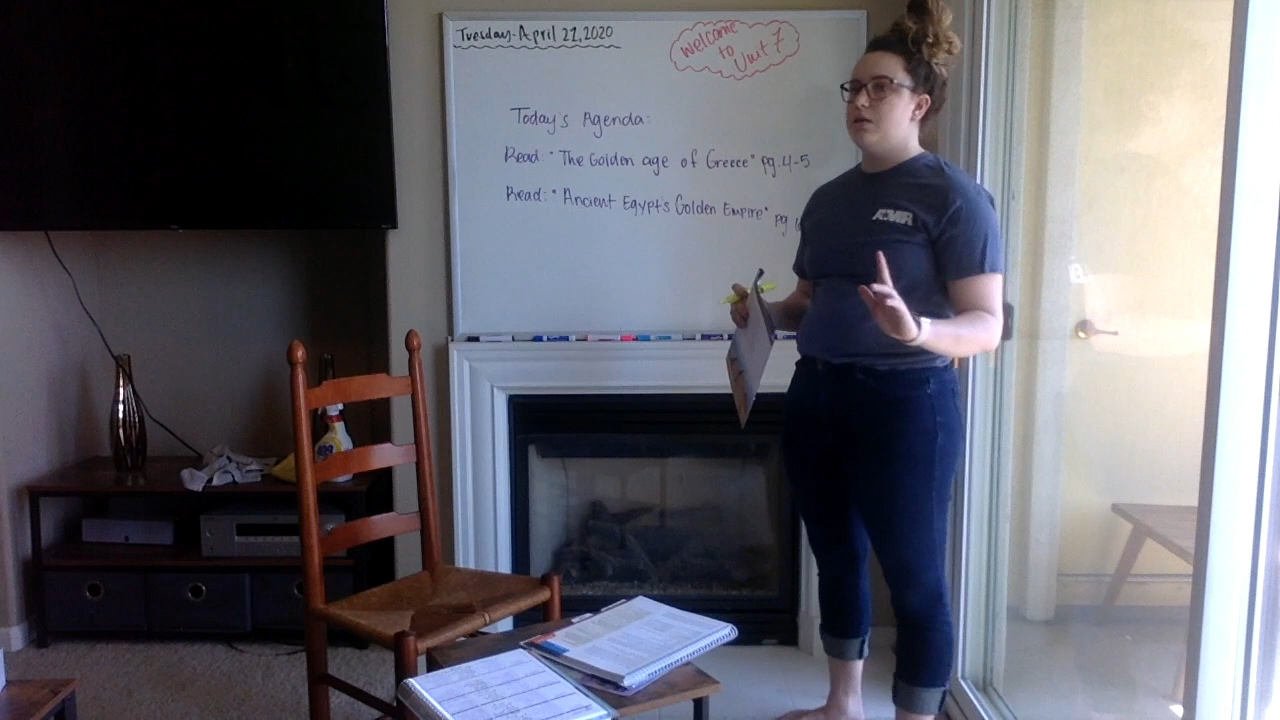 Tuesday-April 21, 2020
Welcome
to
Unit 7
Today's Agenda:
Read: "The Golden age of Greece" pg. 4-5
Read: "Ancient Egypt's Golden Empire" pg